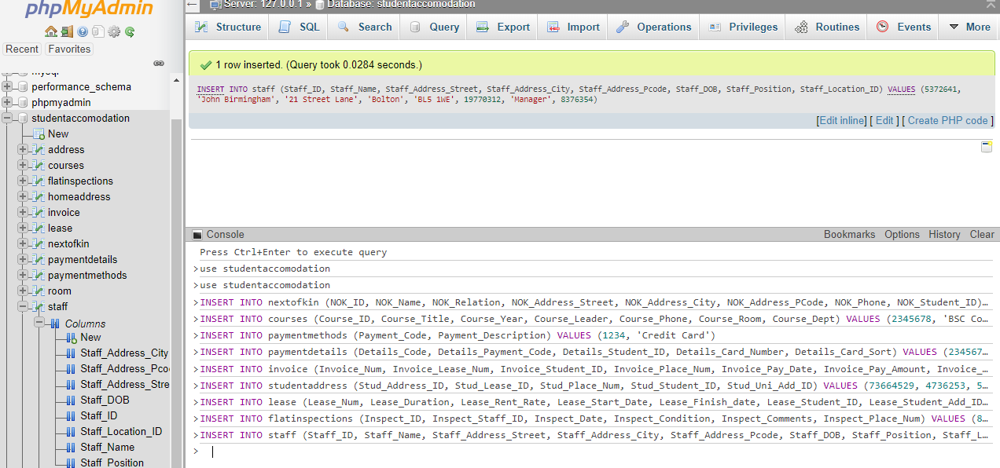 phpMyAdmin
Recent
Favorites
mysql
performance_schema
phpmyadmin
studentaccomodation
New
address
courses
flatinspections
homeaddress
invoice
lease
nextofkin
paymentdetails
paymentmethods
room
staff
Columns
New
Staff_Address_City
Staff_Address_Pco
Staff_Address_Stre
Staff_DOB
Staff_ID
Staff_Location_ID
Staff_Name
Staff_Position
Server: 127.0.0.1 » Database: studentaccomodation
Structure SQL Search Query Export Import Operations Privileges Routines Events More
1 row inserted. (Query took 0.0284 seconds.)
INSERT INTO staff (Staff_ID, Staff_Name, Staff_Address_Street, Staff_Address_City, Staff_Address_Pcode, Staff_DOB, Staff_Position, Staff_Location_ID) VALUES (5372641,
'John Birmingham', '21 Street Lane', 'Bolton', 'BL5 1WE', 19770312, 'Manager', 8376354)
[Edit inline] [ Edit ] [ Create PHP code ]
Console Bookmarks Options History Clear
Press Ctrl+Enter to execute query
>use studentaccomodation
>use studentaccomodation
>INSERT INTO nextofkin (NOK_ID, NOK_Name, NOK_Relation, NOK_Address_Street, NOK_Address_City, NOK_Address_PCode, NOK_Phone, NOK_Student_ID)…
>INSERT INTO courses (Course_ID, Course_Title, Course_Year, Course_Leader, Course_Phone, Course_Room, Course_Dept) VALUES (2345678, 'BSC Co…
>INSERT INTO paymentmethods (Payment_Code, Payment_Description) VALUES (1234, 'Credit Card')
>INSERT INTO paymentdetails (Details_Code, Details_Payment_Code, Details_Student_ID, Details_Card_Number, Details_Card_Sort) VALUES (234567…
>INSERT INTO invoice (Invoice_Num, Invoice_Lease_Num, Invoice_Student_ID, Invoice_Place_Num, Invoice_Pay_Date, Invoice_Pay_Amount, Invoice_…
>INSERT INTO studentaddress (Stud_Address_ID, Stud_Lease_ID, Stud_Place_Num, Stud_Student_ID, Stud_Uni_Add_ID) VALUES (73664529, 4736253, 5…
>INSERT INTO lease (Lease_Num, Lease_Duration, Lease_Rent_Rate, Lease_Start_Date, Lease_Finish_date, Lease_Student_ID, Lease_Student_Add_ID…
>INSERT INTO flatinspections (Inspect_ID, Inspect_Staff_ID, Inspect_Date, Inspect_Condition, Inspect_Comments, Inspect_Place_Num) VALUES (8…
>INSERT INTO staff (Staff_ID, Staff_Name, Staff_Address_Street, Staff_Address_City, Staff_Address_Pcode, Staff_DOB, Staff_Position, Staff_L…
>